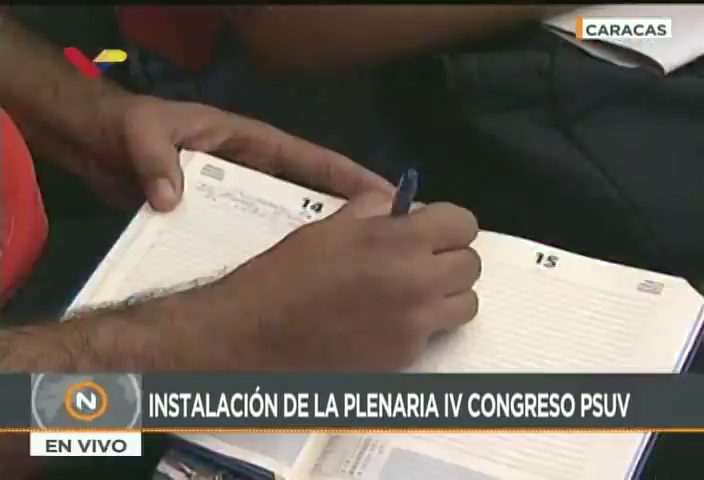 CARACAS
14
15
N
INSTALACIÓN DE LA PLENARIA IV CONGRESO PSUV
EN VIVO